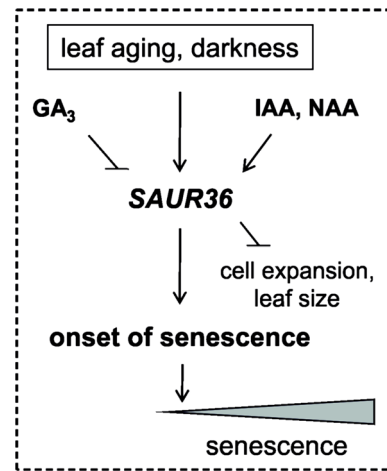 leaf aging, darkness
GA₃
IAA, NAA
SAUR36
cell expansion,
leaf size
onset of senescence
senescence